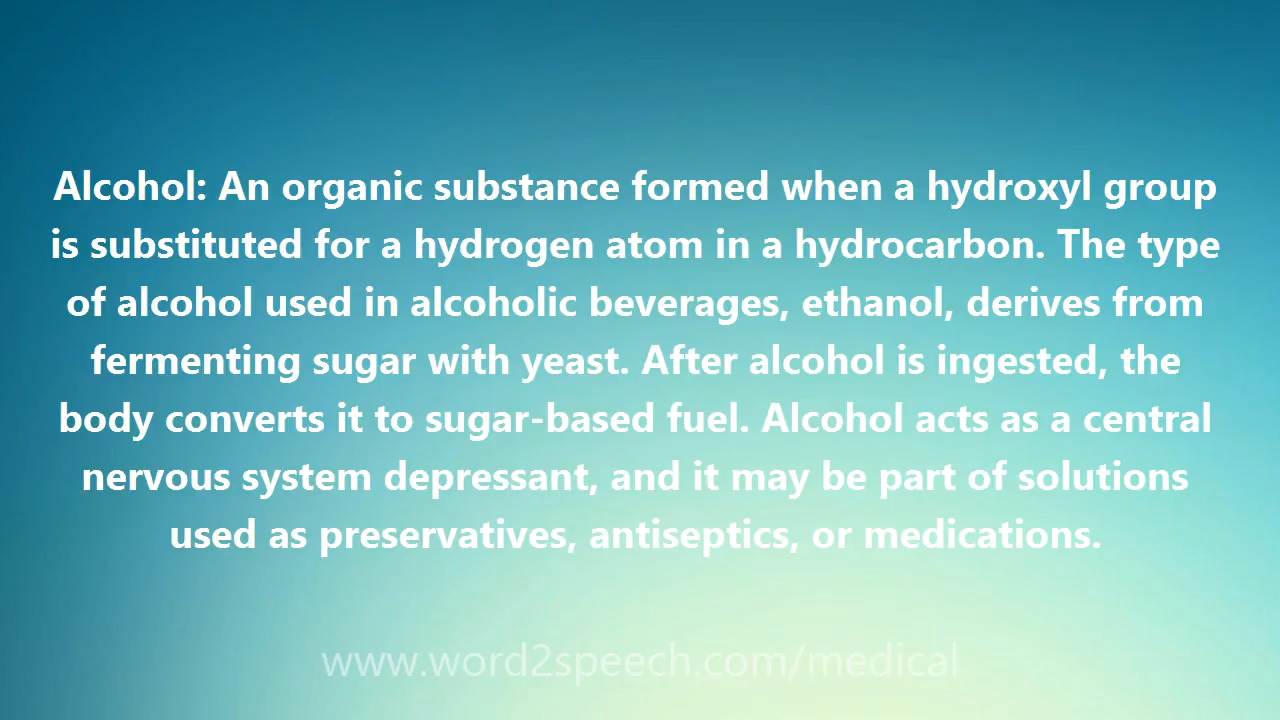 Alcohol: An organic substance formed when a hydroxyl group
is substituted for a hydrogen atom in a hydrocarbon. The type
of alcohol used in alcoholic beverages, ethanol, derives from
fermenting sugar with yeast. After alcohol is ingested, the
body converts it to sugar-based fuel. Alcohol acts as a central
nervous system depressant, and it may be part of solutions
used as preservatives, antiseptics, or medications.
www.word2speech.com/medical